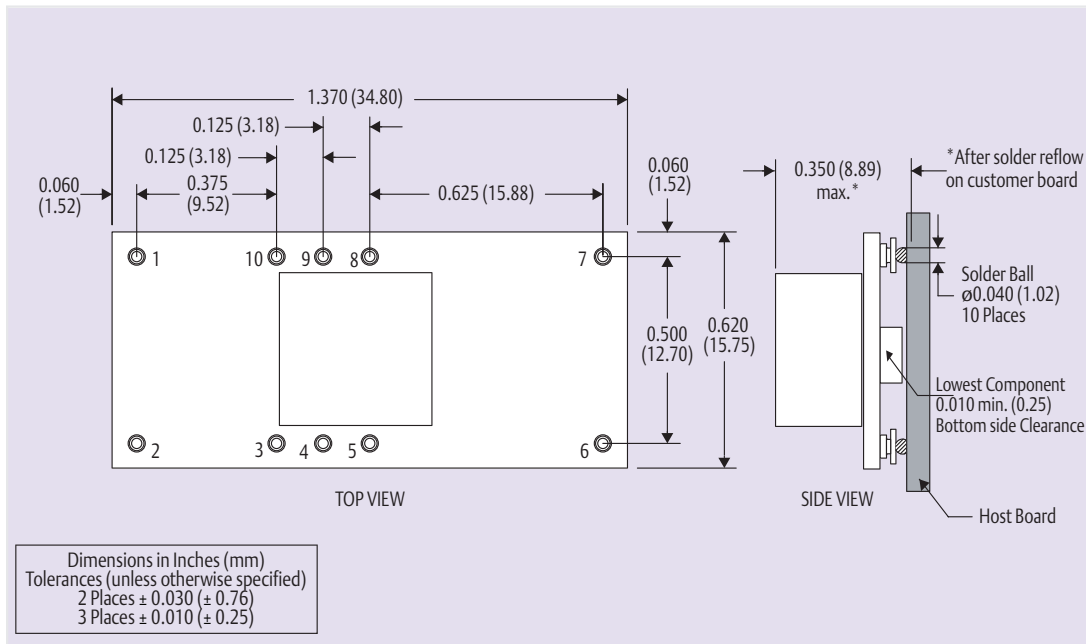 1.370 (34.80)
0.125 (3.18)
0.125 (3.18)
0.060
(1.52)
0.375
(9.52)
0.625 (15.88)
0.060
(1.52)
0.350 (8.89)
max.*
*After solder reflow
on customer board
1
10
9
8
7
0.500
(12.70)
0.620
(15.75)
Solder Ball
ø0.040 (1.02)
10 Places
Lowest Component
0.010 min. (0.25)
Bottom side Clearance
2
3
4
5
6
TOP VIEW
SIDE VIEW
Host Board
Dimensions in Inches (mm)
Tolerances (unless otherwise specified)
2 Places ± 0.030 (± 0.76)
3 Places ± 0.010 (± 0.25)